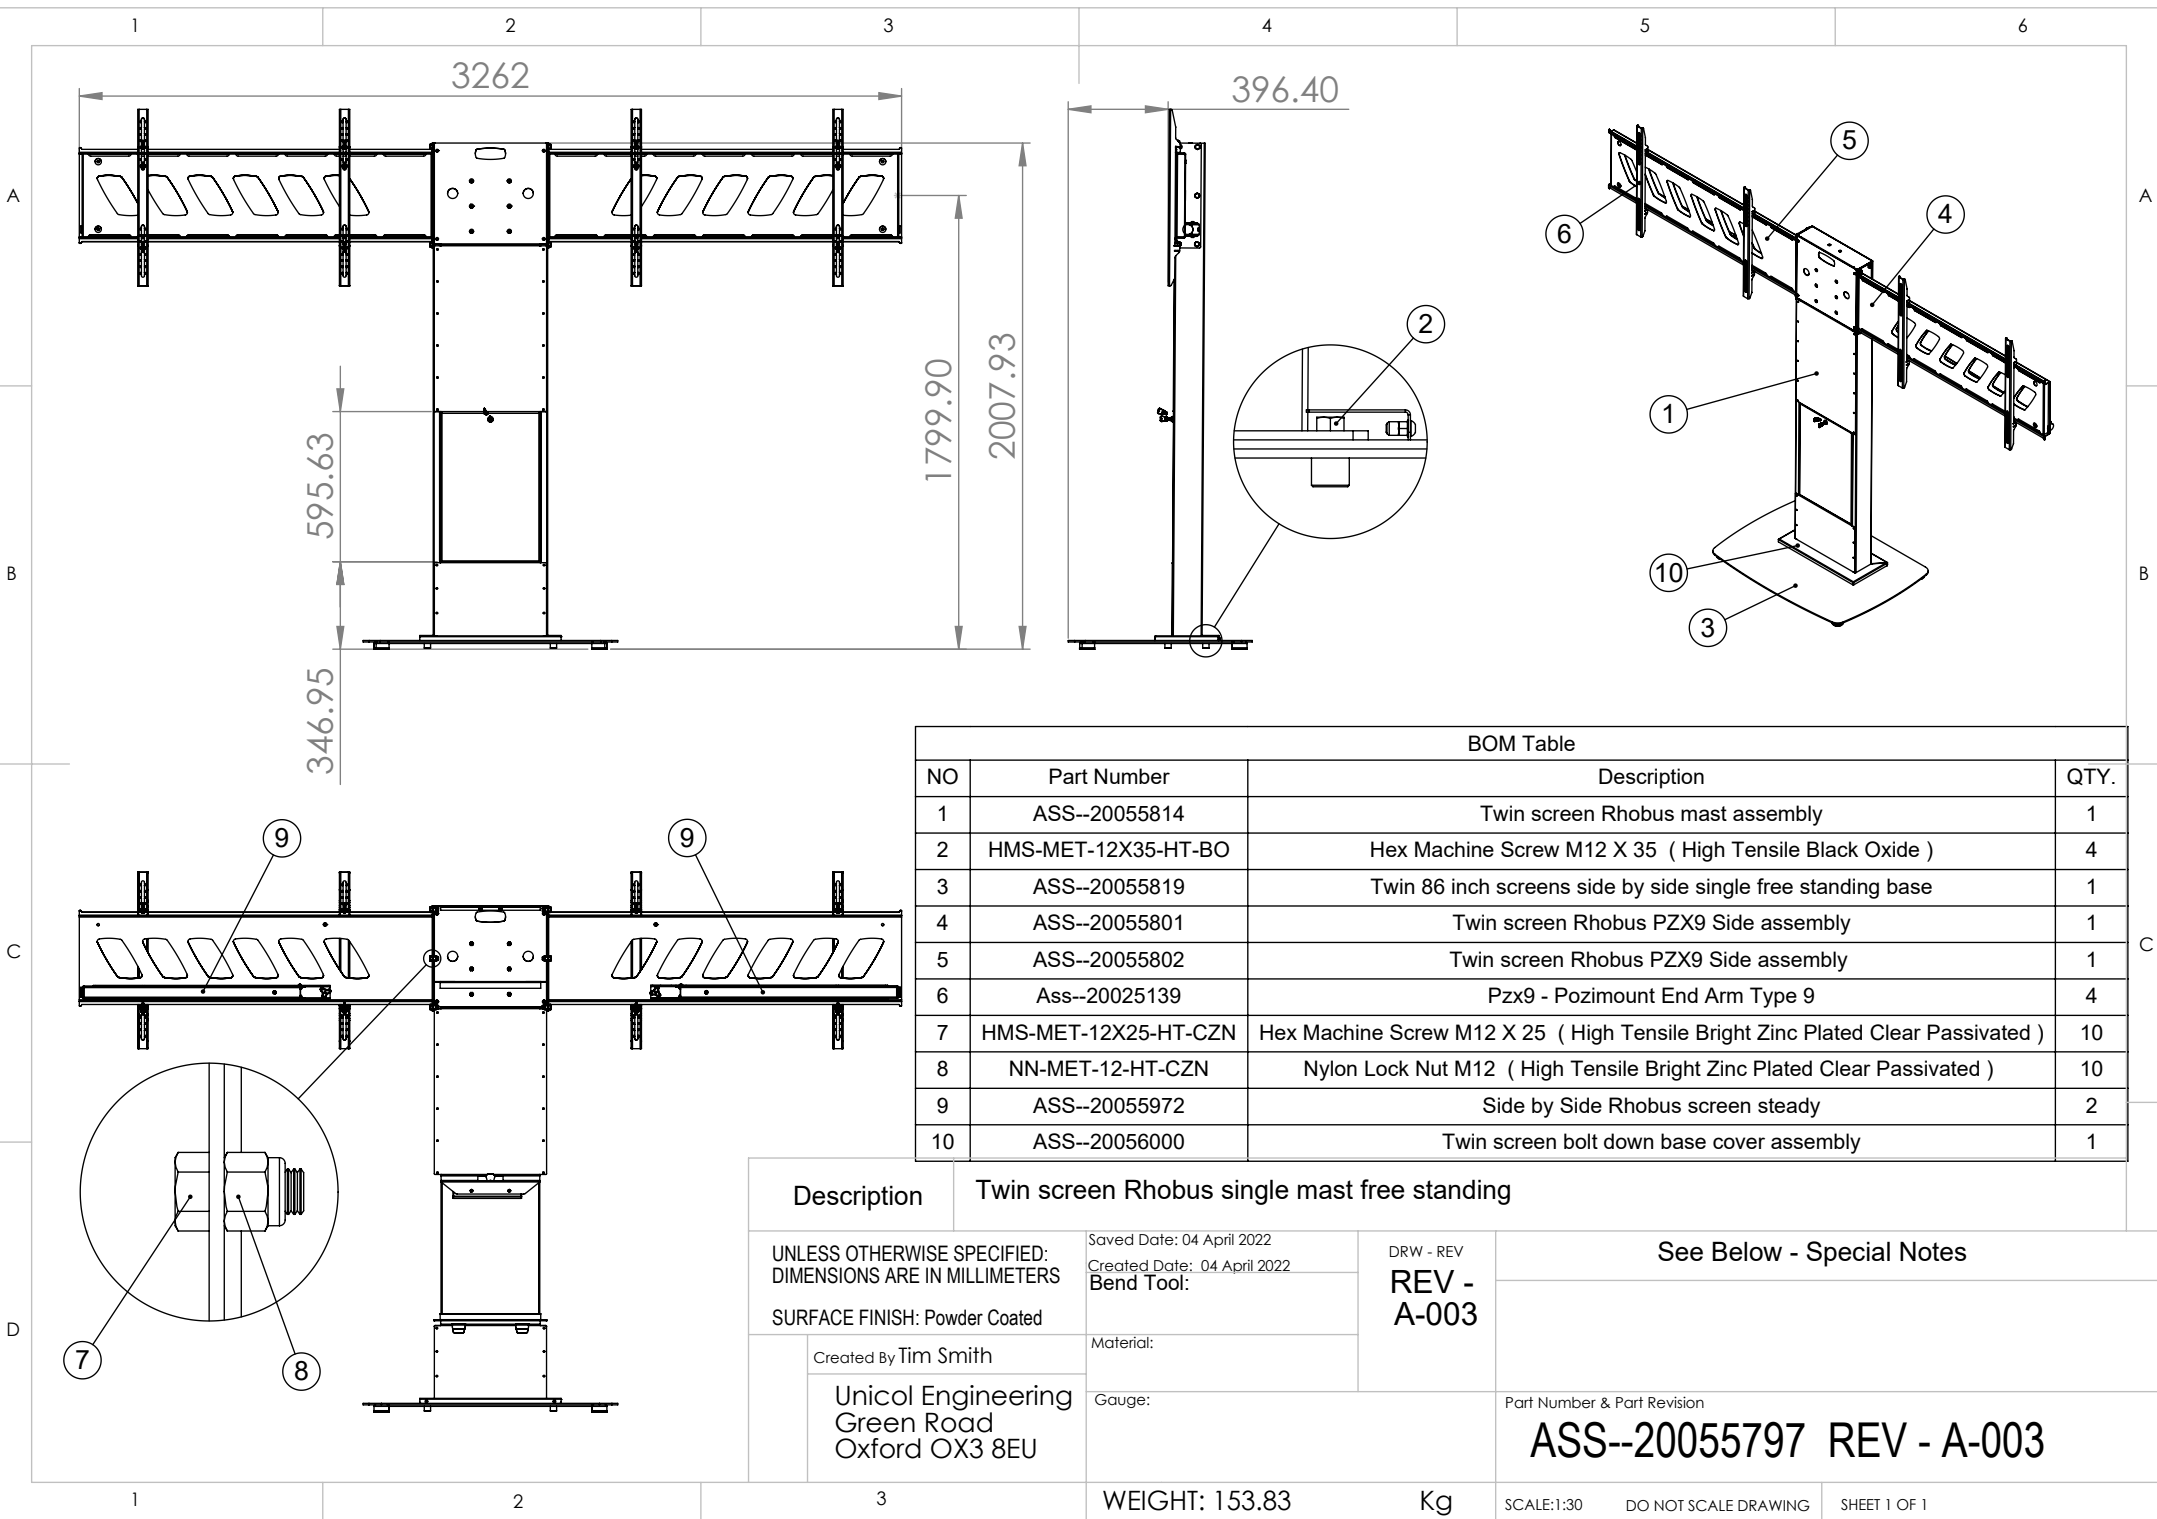 1 2 3 4 5 6
3262
396.40
A
A
5
4
6
2
1799.90
2007.93
1
595.63
B
10
B
3
346.95
BOM Table
NO Part Number Description QTY.
1 ASS--20055814 Twin screen Rhobus mast assembly 1
2 HMS-MET-12X35-HT-BO Hex Machine Screw M12 X 35 ( High Tensile Black Oxide ) 4
3 ASS--20055819 Twin 86 inch screens side by side single free standing base 1
4 ASS--20055801 Twin screen Rhobus PZX9 Side assembly 1
5 ASS--20055802 Twin screen Rhobus PZX9 Side assembly 1
6 Ass--20025139 Pzx9 - Pozimount End Arm Type 9 4
7 HMS-MET-12X25-HT-CZN Hex Machine Screw M12 X 25 ( High Tensile Bright Zinc Plated Clear Passivated ) 10
8 NN-MET-12-HT-CZN Nylon Lock Nut M12 ( High Tensile Bright Zinc Plated Clear Passivated ) 10
9 ASS--20055972 Side by Side Rhobus screen steady 2
10 ASS--20056000 Twin screen bolt down base cover assembly 1
9
9
C
C
7
8
D
D
Description Twin screen Rhobus single mast free standing
UNLESS OTHERWISE SPECIFIED:
DIMENSIONS ARE IN MILLIMETERS
SURFACE FINISH: Powder Coated
Saved Date: 04 April 2022
Created Date: 04 April 2022
Bend Tool:
DRW - REV
REV -
A-003
See Below - Special Notes
Created By Tim Smith
Material:
Unicol Engineering
Green Road
Oxford OX3 8EU
Gauge:
Part Number & Part Revision
ASS--20055797 REV - A-003
1 2 3
WEIGHT: 153.83 Kg
SCALE:1:30 DO NOT SCALE DRAWING SHEET 1 OF 1